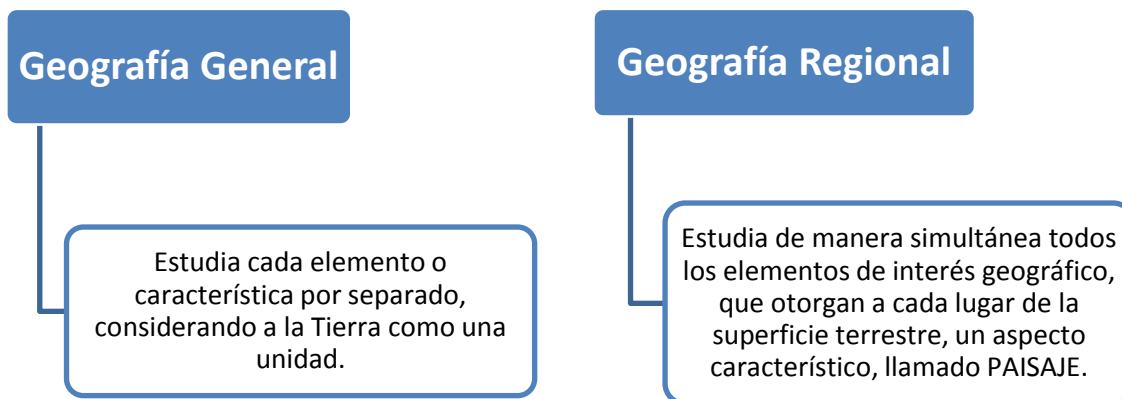 Geografía General
Estudia cada elemento o
característica por separado,
considerando a la Tierra como una
unidad.
Geografía Regional
Estudia de manera simultánea todos
los elementos de interés geográfico,
que otorgan a cada lugar de la
superficie terrestre, un aspecto
característico, llamado PAISAJE.